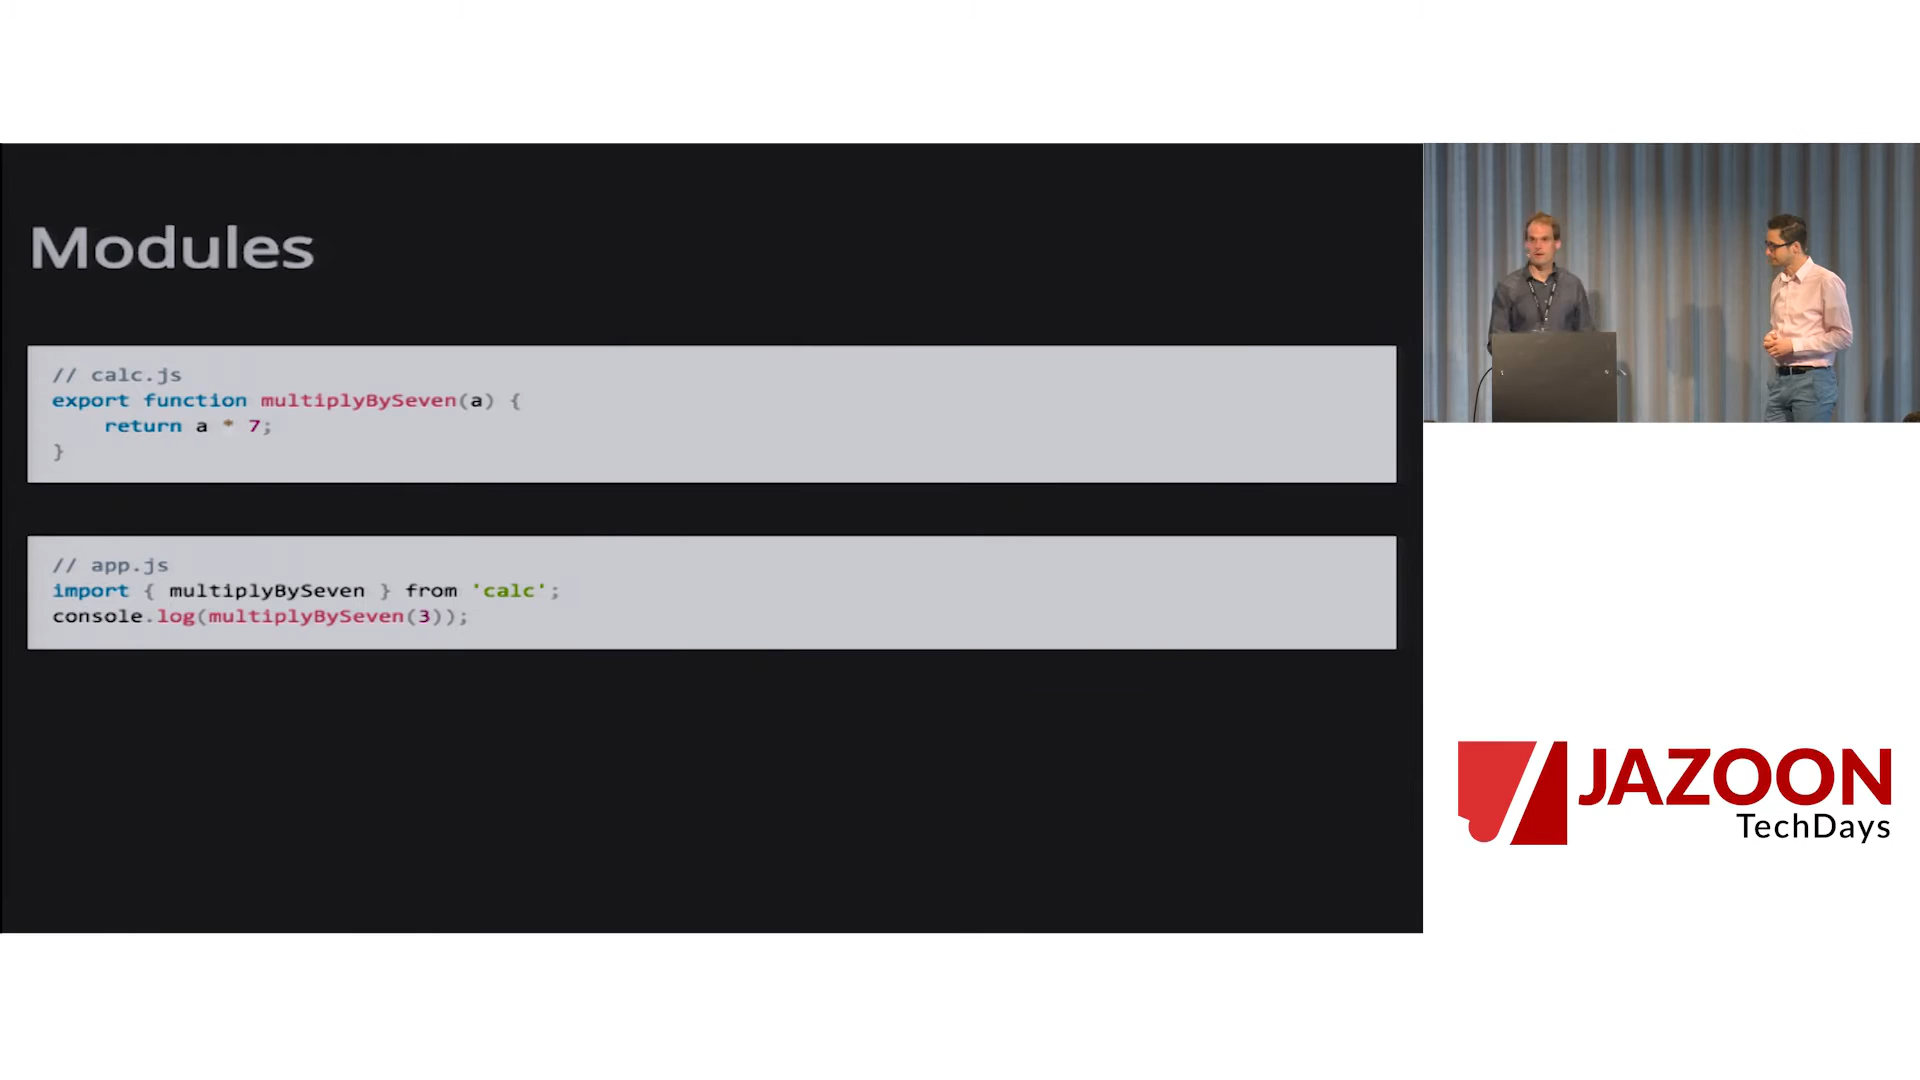 Modules
// calc.js
export function multiplyBySeven(a) {
    return a * 7;
}
// app.js
import { multiplyBySeven } from 'calc';
console.log(multiplyBySeven(3));
JAZOON
TechDays